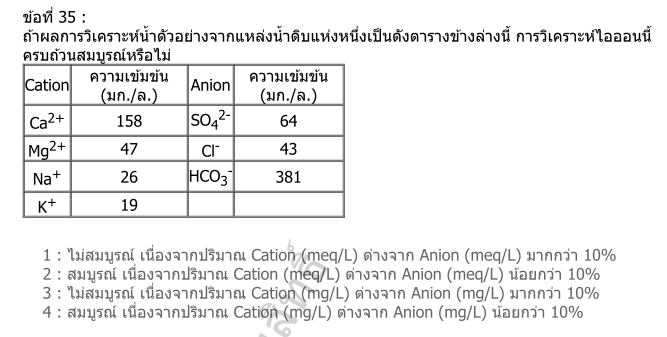 ข้อที่ 35 :
ถ้าผลการวิเคราะห์น้ำตัวอย่างจากแหล่งน้ำดิบแห่งหนึ่งเป็นดังตารางข้างล่างนี้ การวิเคราะห์ไอออนนี้
ครบถ้วนสมบูรณ์หรือไม่
Cation ความเข้มข้น (มก./ล.) Anion ความเข้มข้น (มก./ล.)
Ca2+ 158 SO42- 64
Mg2+ 47 Cl- 43
Na+ 26 HCO3- 381
K+ 19
1 : ไม่สมบูรณ์ เนื่องจากปริมาณ Cation (meq/L) ต่างจาก Anion (meq/L) มากกว่า 10%
2 : สมบูรณ์ เนื่องจากปริมาณ Cation (meq/L) ต่างจาก Anion (meq/L) น้อยกว่า 10%
3 : ไม่สมบูรณ์ เนื่องจากปริมาณ Cation (mg/L) ต่างจาก Anion (mg/L) มากกว่า 10%
4 : สมบูรณ์ เนื่องจากปริมาณ Cation (mg/L) ต่างจาก Anion (mg/L) น้อยกว่า 10%